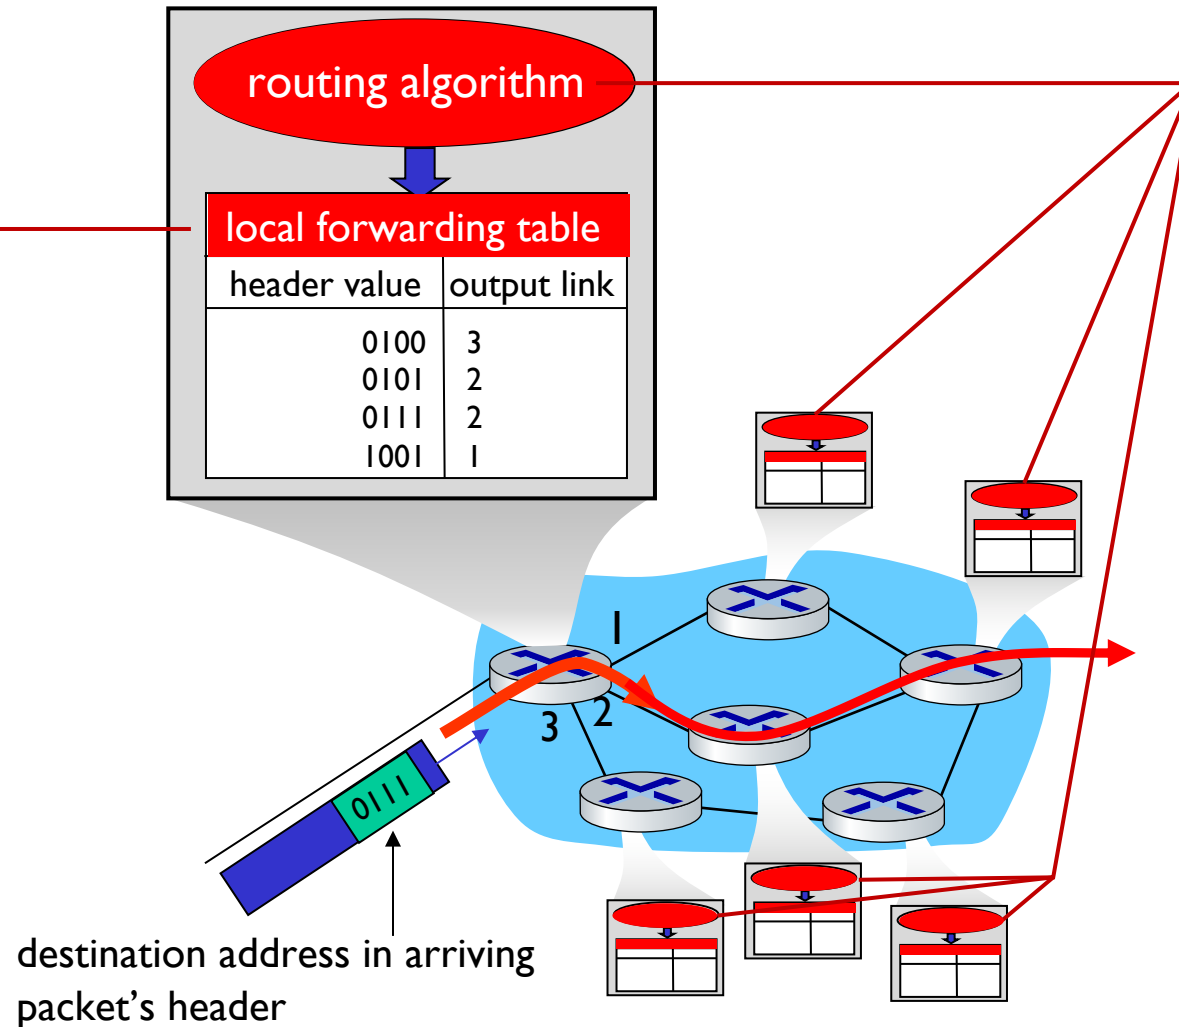 routing algorithm
local forwarding table
header value output link
0100 3
0101 2
0111 2
1001 1
1
2
3
0111
destination address in arriving
packet's header